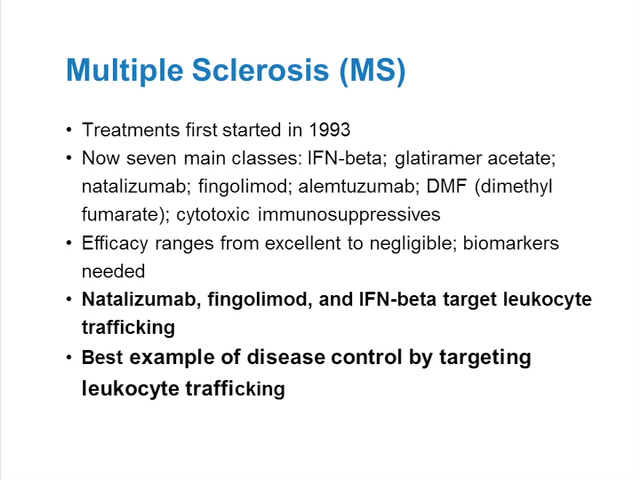 Multiple Sclerosis (MS)
• Treatments first started in 1993
• Now seven main classes: IFN-beta; glatiramer acetate;
natalizumab; fingolimod; alemtuzumab; DMF (dimethyl
fumarate); cytotoxic immunosuppressives
• Efficacy ranges from excellent to negligible; biomarkers
needed
• Natalizumab, fingolimod, and IFN-beta target leukocyte
trafficking
• Best example of disease control by targeting
leukocyte trafficking